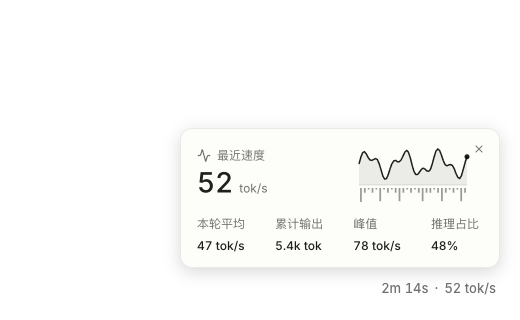 最近速度
52 tok/s
本轮平均 累计输出 峰值 推理占比
47 tok/s 5.4k tok 78 tok/s 48%
2m 14s · 52 tok/s